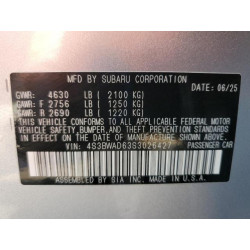 MFD BY SUBARU CORPORATION
DATE 06/25
GVWR: 4630 LB ( 2100 KG)
GAWR: F 2756 LB ( 1250 KG)
GAWR: R 2690 LB ( 1220 KG)
THIS VEHICLE CONFORMS TO ALL APPLICABLE FEDERAL MOTOR
VEHICLE SAFETY, BUMPER, AND THEFT PREVENTION STANDARDS IN
EFFECT ON THE DATE OF MANUFACTURE SHOWN ABOVE.
VIN: 4S3BWAD63S3026427 PASSENGER CAR
ASSEMBLED BY SIA INC. MADE IN U.S.A.